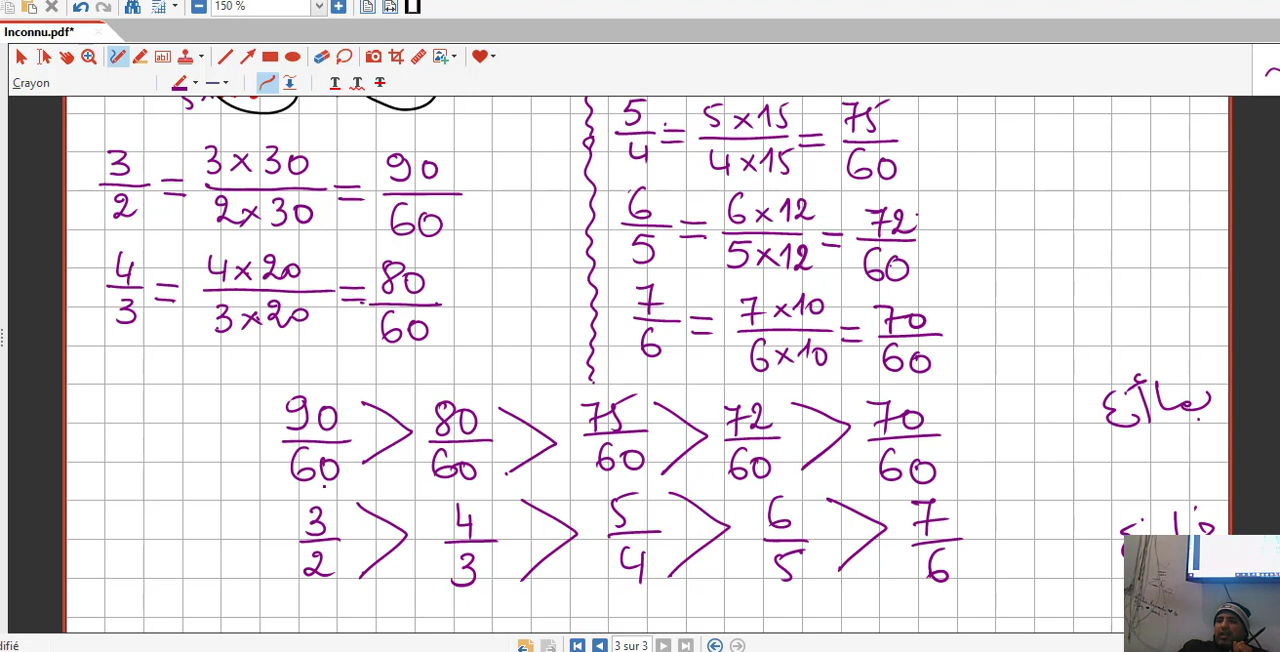 150 %
Inconnu.pdf*
Crayon
3/2 = 3 × 30 / 2 × 30 = 90/60
4/3 = 4 × 20 / 3 × 20 = 80/60
5/4 = 5 × 15 / 4 × 15 = 75/60
6/5 = 6 × 12 / 5 × 12 = 72/60
7/6 = 7 × 10 / 6 × 10 = 70/60
بما أن
90/60 > 80/60 > 75/60 > 72/60 > 70/60
3/2 > 4/3 > 5/4 > 6/5 > 7/6
difié
3 sur 3